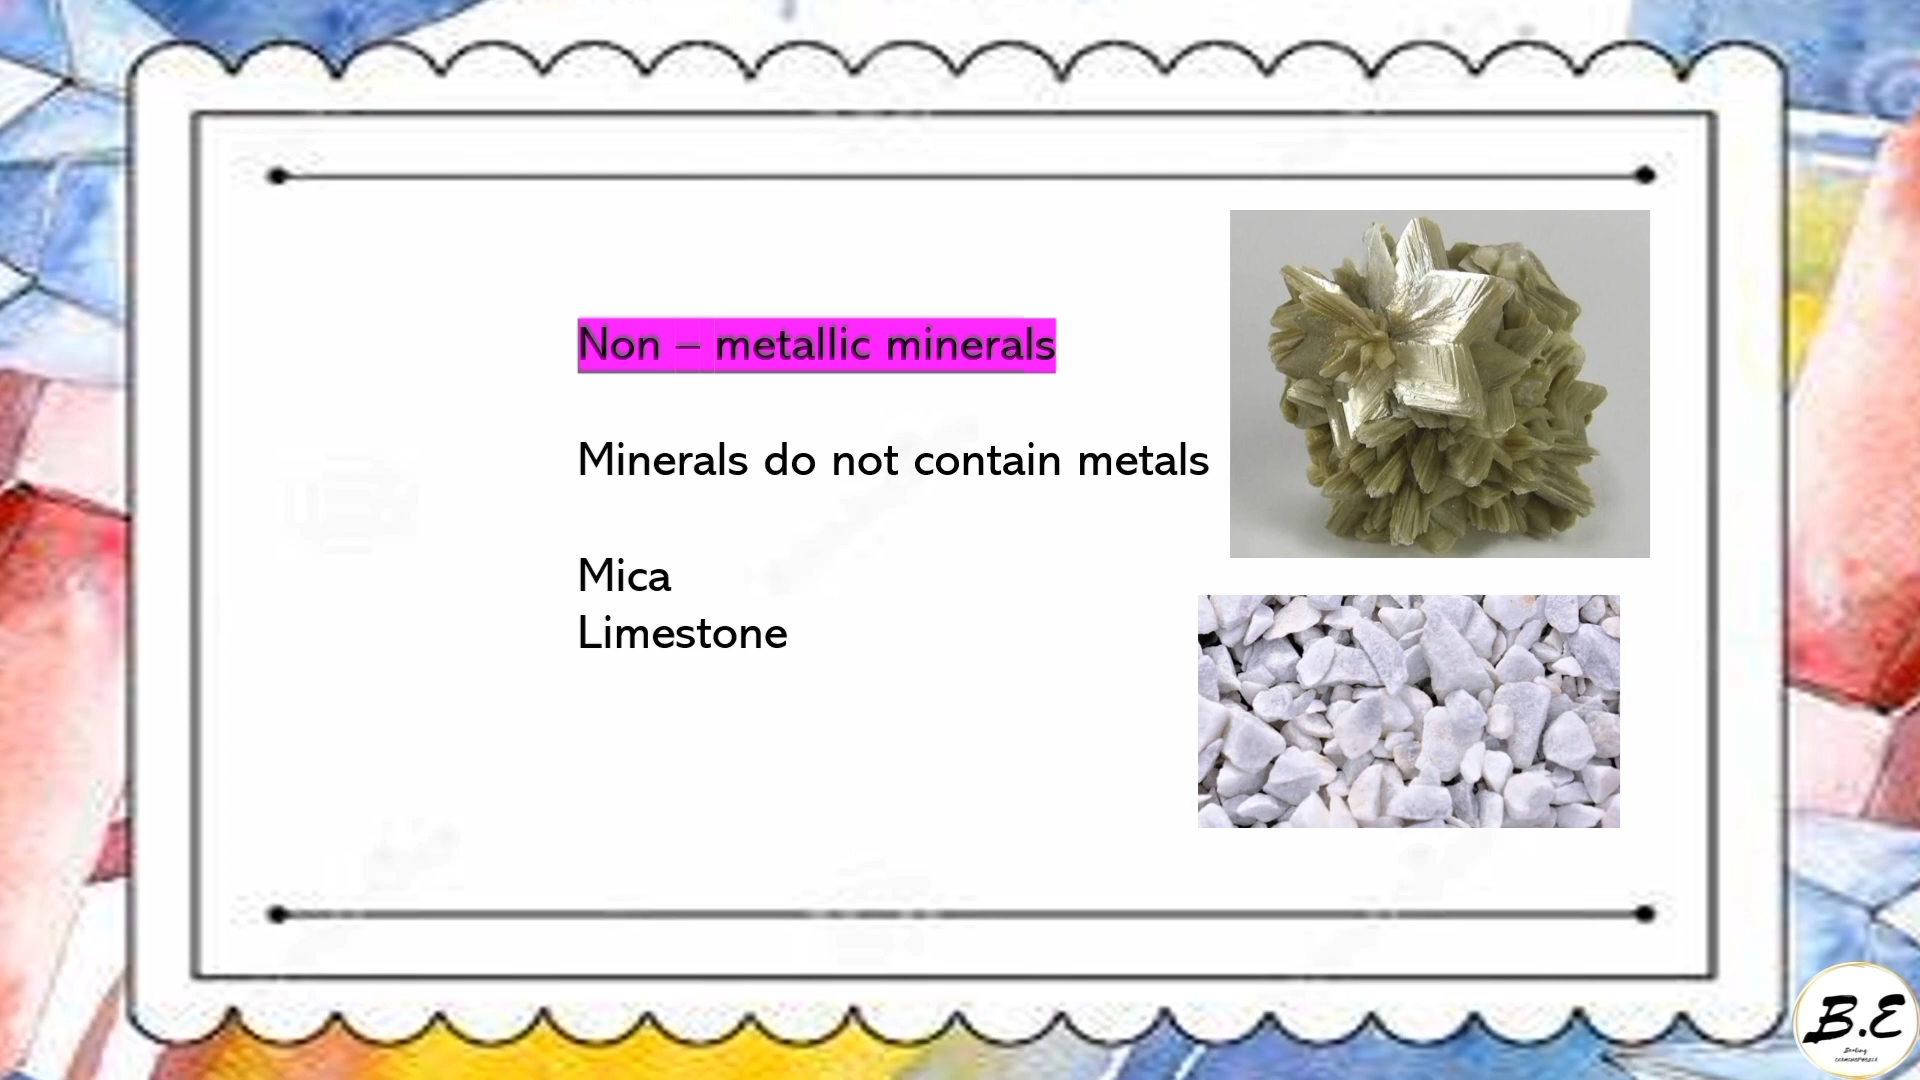 Non – metallic minerals
Minerals do not contain metals
Mica
Limestone
B.E